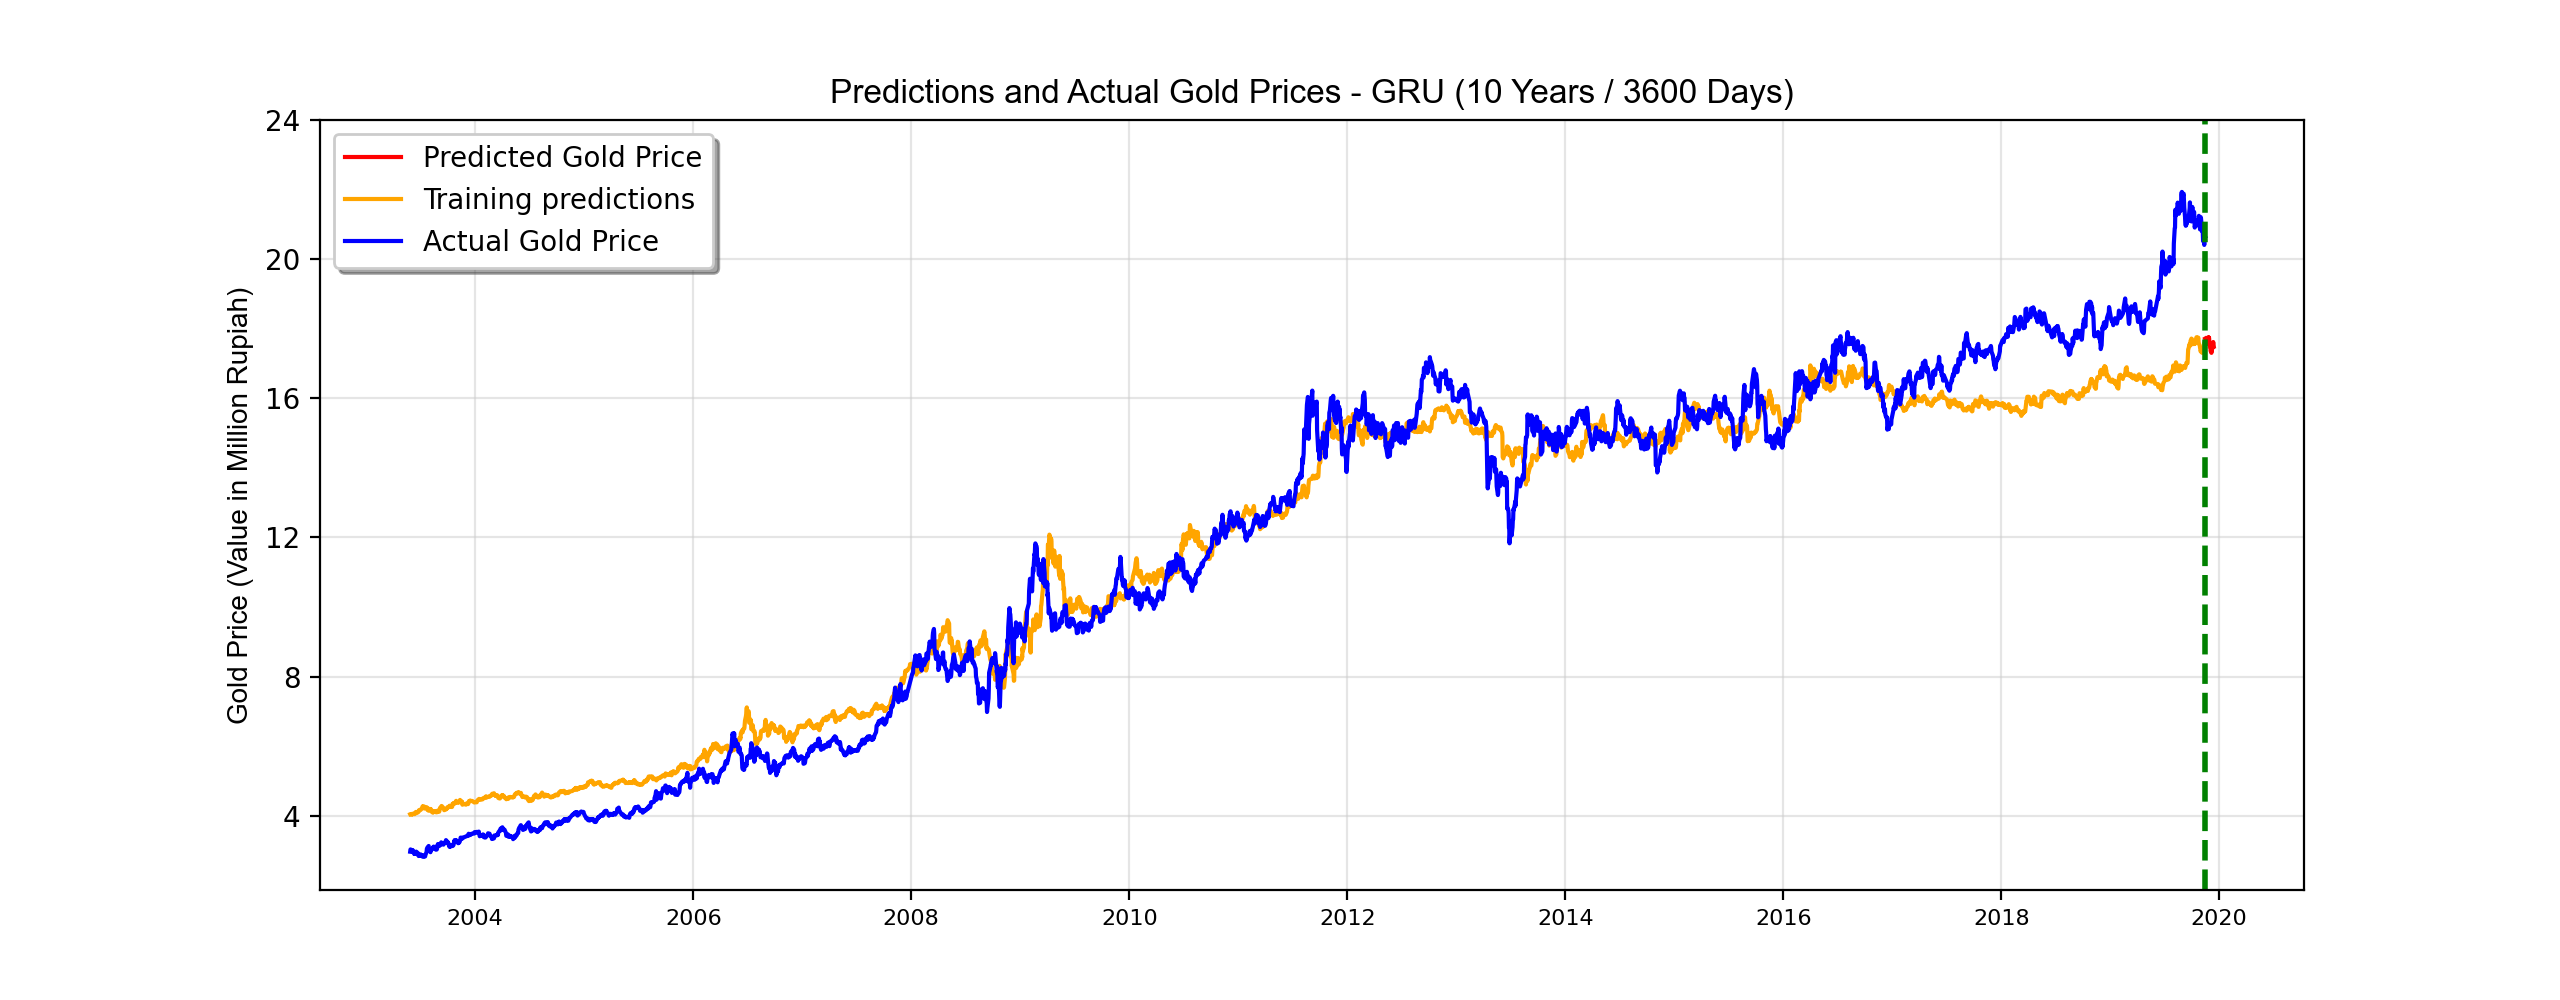 Predictions and Actual Gold Prices - GRU (10 Years / 3600 Days)
Predicted Gold Price
Training predictions
Actual Gold Price
Gold Price (Value in Million Rupiah)
24
20
16
12
8
4
2004 2006 2008 2010 2012 2014 2016 2018 2020